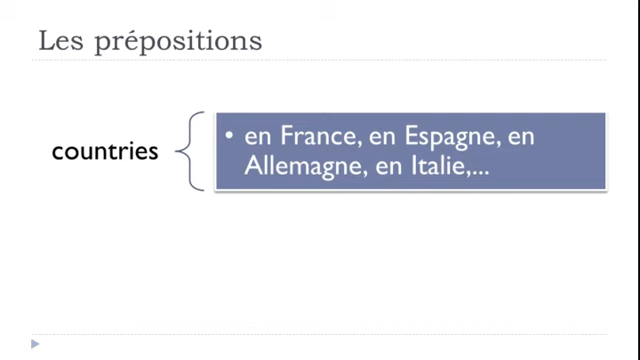 Les prépositions
countries
• en France, en Espagne, en
Allemagne, en Italie,...